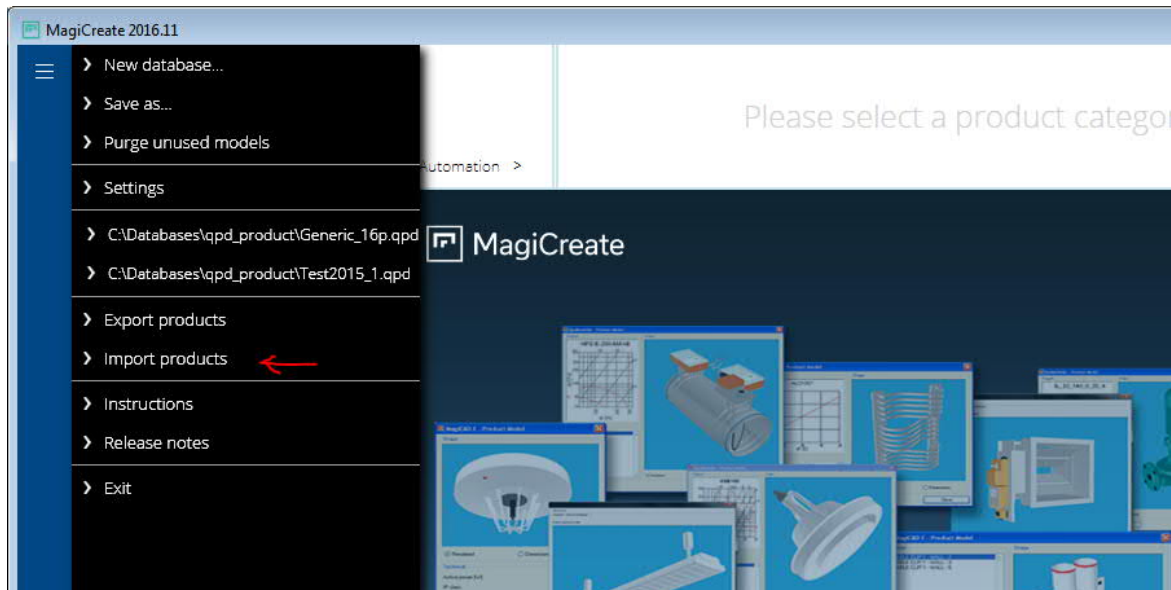 MagiCreate 2016.11
New database...
Save as...
Purge unused models
Settings
C:\Databases\qpd_product\Generic_16p.qpd
C:\Databases\qpd_product\Test2015_1.qpd
Export products
Import products
Instructions
Release notes
Exit
Please select a product categor
Automation >
MagiCreate